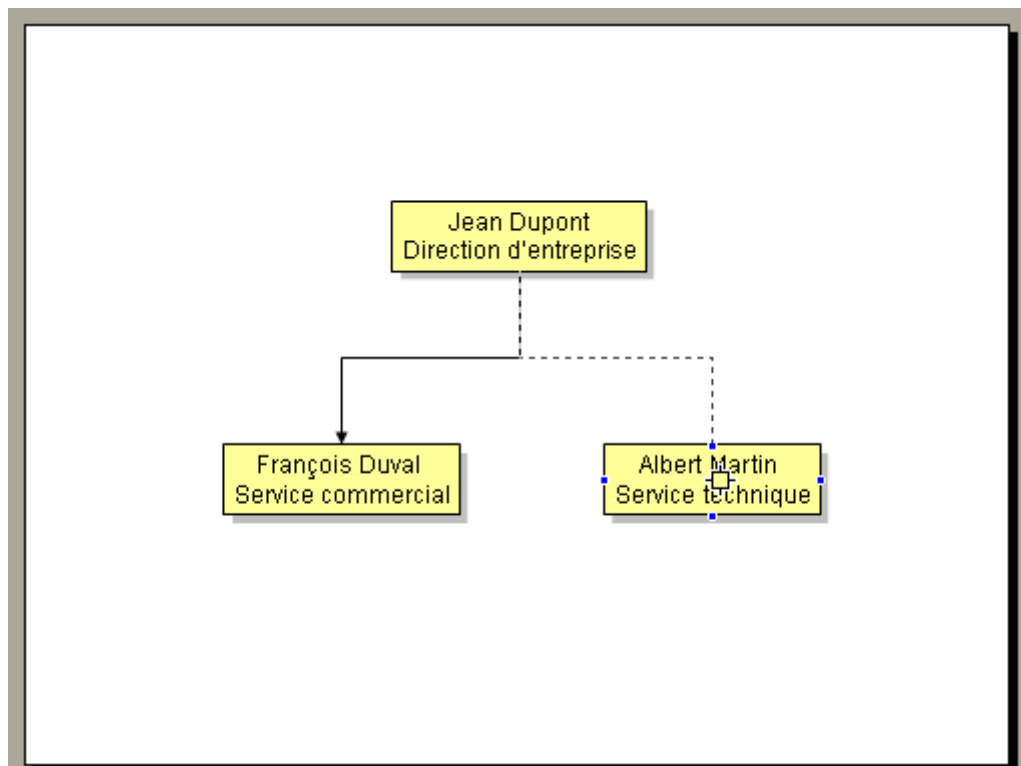 Jean Dupont
Direction d'entreprise
François Duval
Service commercial
Albert Martin
Service technique